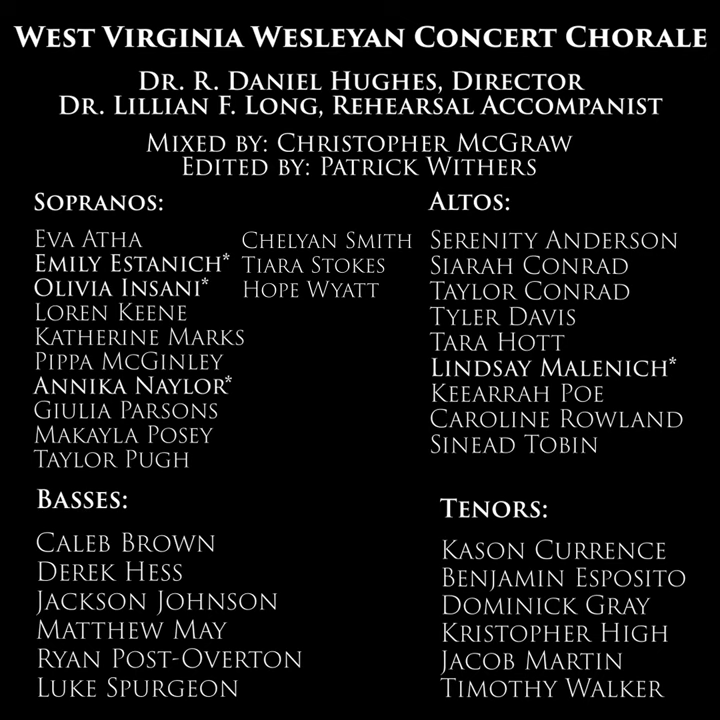 West Virginia Wesleyan Concert Chorale
Dr. R. Daniel Hughes, Director
Dr. Lillian F. Long, Rehearsal Accompanist
Mixed by: Christopher McGraw
Edited by: Patrick Withers
Sopranos:
Eva Atha
Emily Estanich*
Olivia Insani*
Loren Keene
Katherine Marks
Pippa McGinley
Annika Naylor*
Giulia Parsons
Makayla Posey
Taylor Pugh
Chelyan Smith
Tiara Stokes
Hope Wyatt
Altos:
Serenity Anderson
Siarah Conrad
Taylor Conrad
Tyler Davis
Tara Hott
Lindsay Malenich*
Keearrah Poe
Caroline Rowland
Sinead Tobin
Basses:
Caleb Brown
Derek Hess
Jackson Johnson
Matthew May
Ryan Post-Overton
Luke Spurgeon
Tenors:
Kason Currence
Benjamin Esposito
Dominick Gray
Kristopher High
Jacob Martin
Timothy Walker